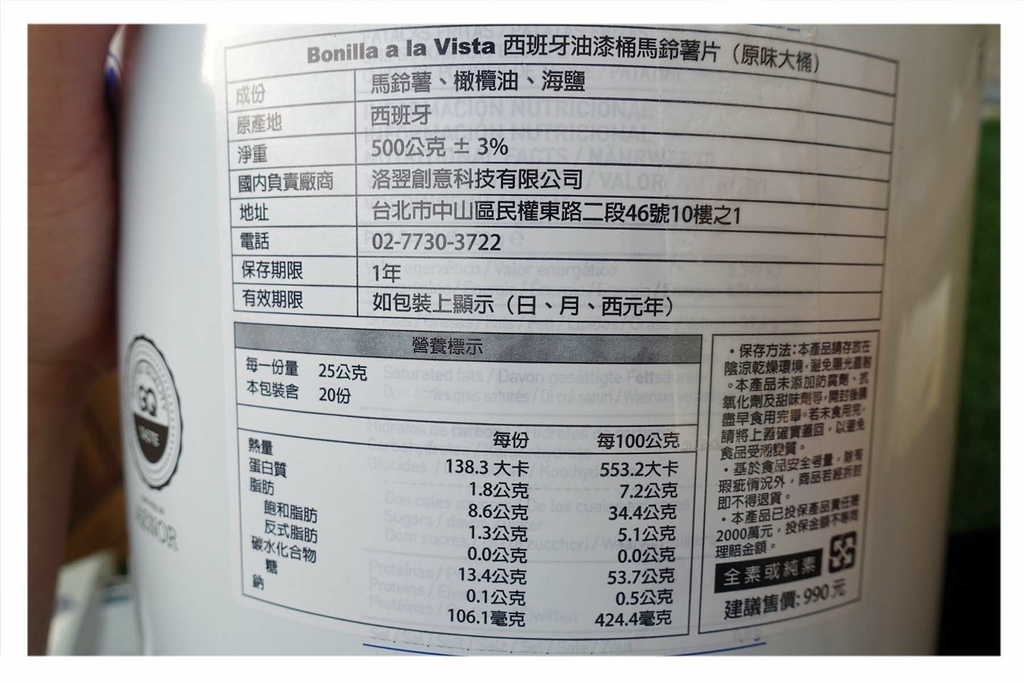 Bonilla a la Vista 西班牙油漆桶馬鈴薯片（原味大桶）
成份 馬鈴薯、橄欖油、海鹽
原產地 西班牙
淨重 500公克 ± 3%
國內負責廠商 洛翌創意科技有限公司
地址 台北市中山區民權東路二段46號10樓之1
電話 02-7730-3722
保存期限 1年
有效期限 如包裝上顯示（日、月、西元年）
營養標示
每一份量 25公克
本包裝含 20份
每份 每100公克
熱量 138.3 大卡 553.2大卡
蛋白質 1.8公克 7.2公克
脂肪 8.6公克 34.4公克
飽和脂肪 1.3公克 5.1公克
反式脂肪 0.0公克 0.0公克
碳水化合物 13.4公克 53.7公克
糖 0.1公克 0.5公克
鈉 106.1毫克 424.4毫克
・保存方法：本產品請存放在
陰涼乾燥環境，避免陽光直射
。本產品未添加防腐劑、抗
氧化劑及甜味劑等，開封後請
盡早食用完畢。若未食用完，
請將上蓋確實蓋回，以避免
食品受潮變質。
・基於食品安全考量，除有
瑕疵情況外，商品若經拆封
即不得退貨。
・本產品已投保產品責任險
2000萬元，投保金額不等同
理賠金額。
全素或純素
建議售價: 990元
GQ
TASTE